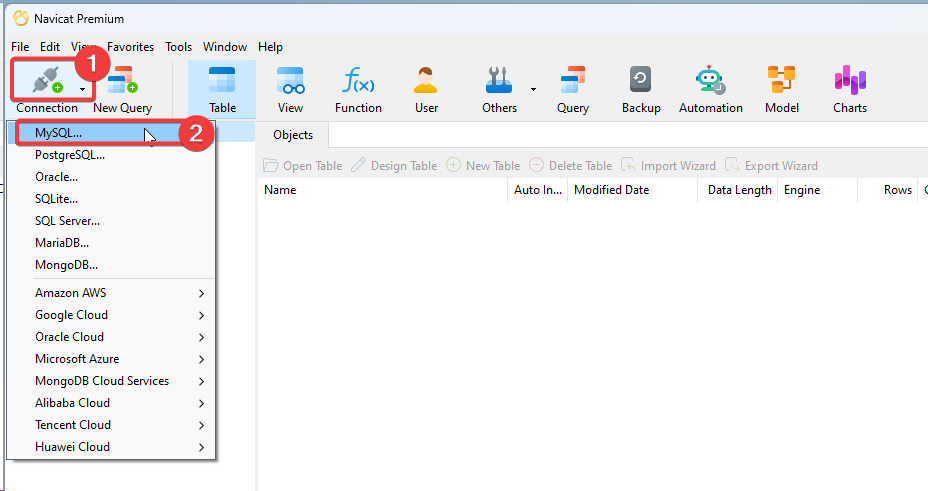 Navicat Premium
File Edit View Favorites Tools Window Help
1
Connection New Query Table View Function User Others Query Backup Automation Model Charts
MySQL... 2
Objects
PostgreSQL...
Open Table Design Table New Table Delete Table Import Wizard Export Wizard
Oracle...
Name Auto In... Modified Date Data Length Engine Rows
SQLite...
SQL Server...
MariaDB...
MongoDB...
Amazon AWS
Google Cloud
Oracle Cloud
Microsoft Azure
MongoDB Cloud Services
Alibaba Cloud
Tencent Cloud
Huawei Cloud